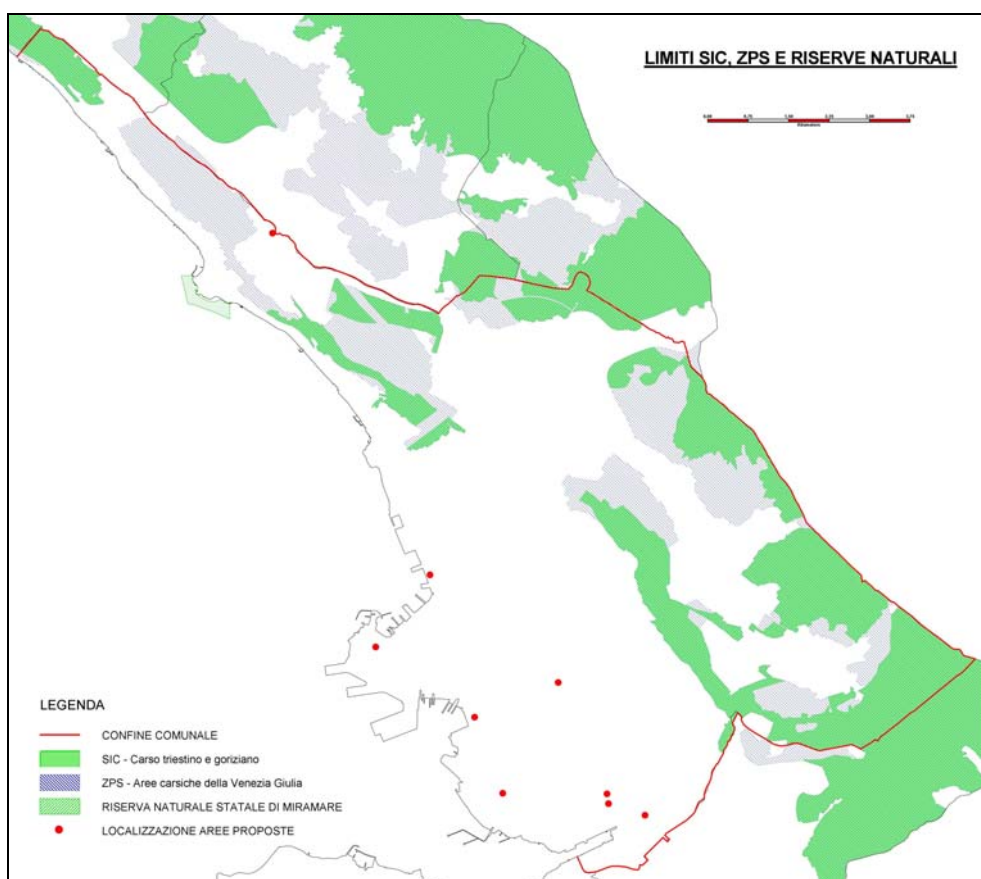 LIMITI SIC, ZPS E RISERVE NATURALI
LEGENDA
CONFINE COMUNALE
SIC - Carso triestino e goriziano
ZPS - Aree carsiche della Venezia Giulia
RISERVA NATURALE STATALE DI MIRAMARE
LOCALIZZAZIONE AREE PROPOSTE